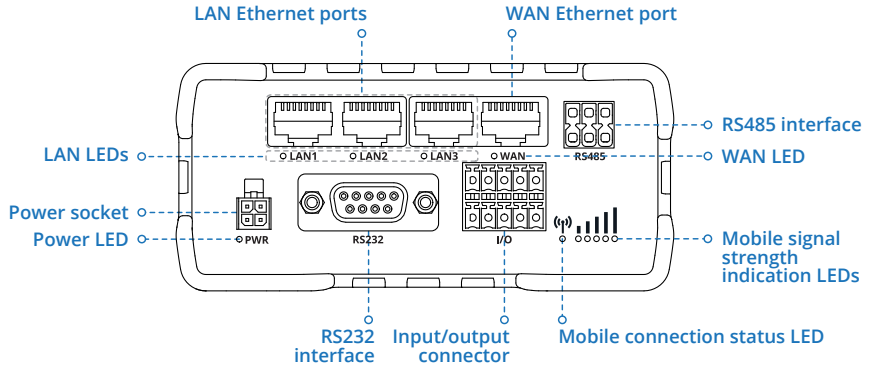 LAN Ethernet ports
WAN Ethernet port
RS485 interface
LAN1
LAN2
LAN3
WAN
RS485
LAN LEDs
WAN LED
Power socket
Power LED
PWR
RS232
I/O
Mobile signal
strength
indication LEDs
RS232
interface
Input/output
connector
Mobile connection status LED